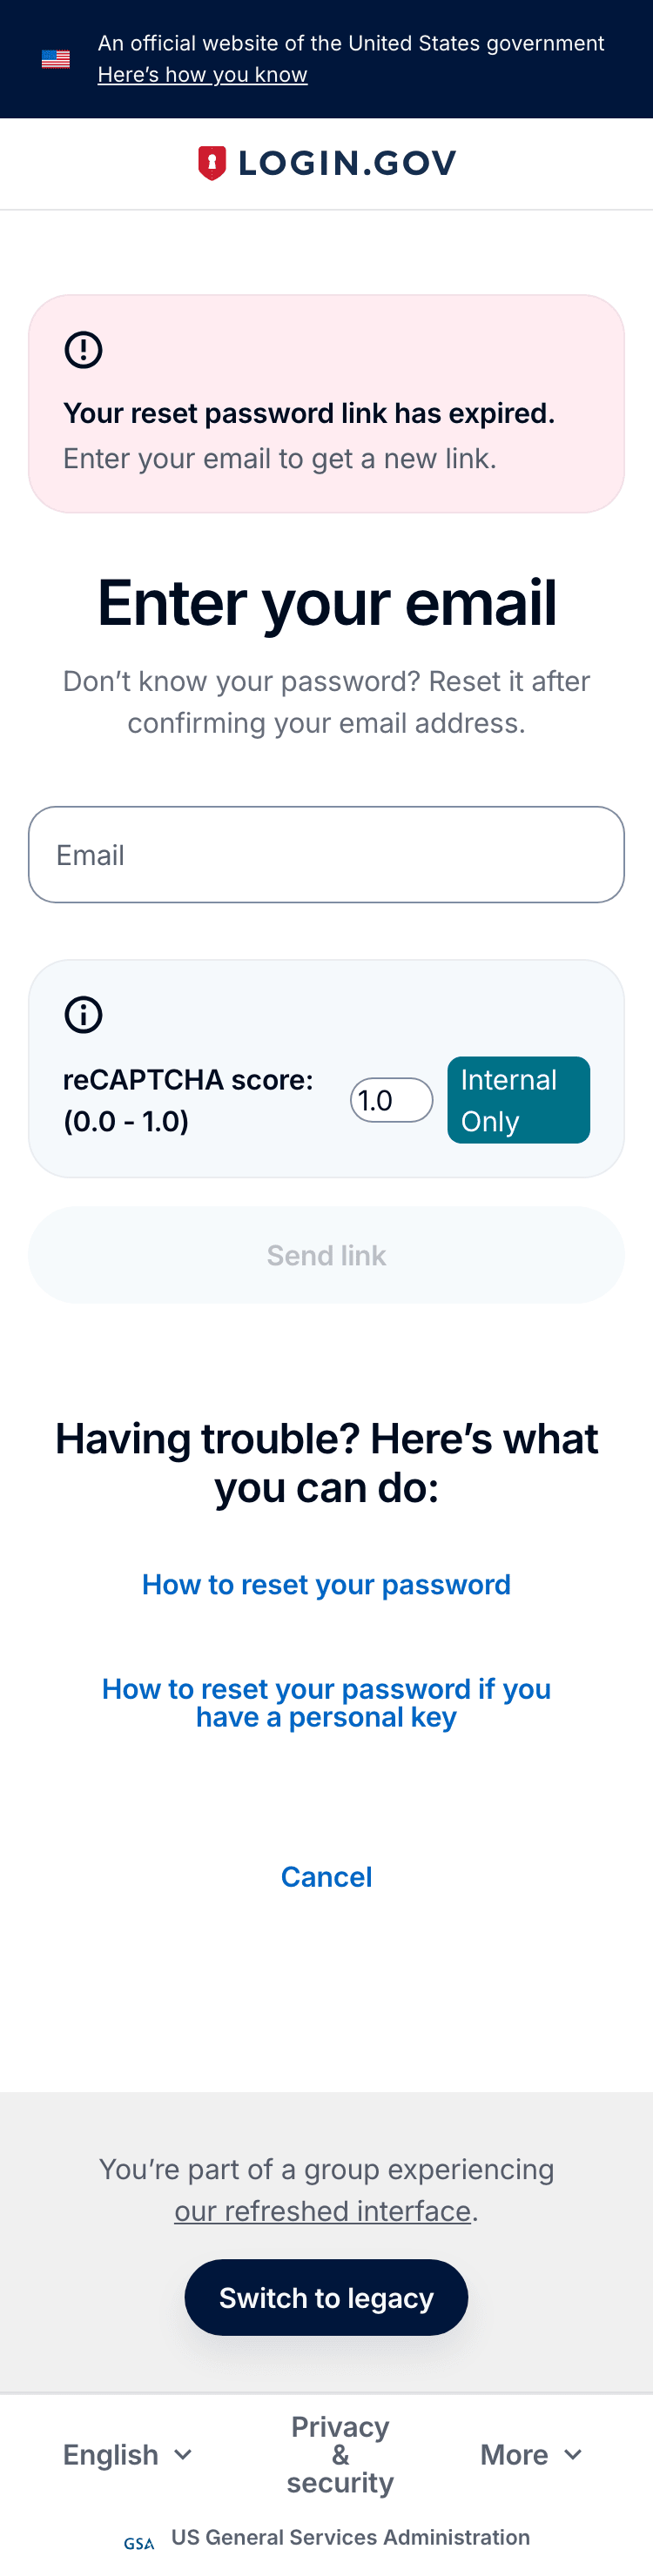 An official website of the United States government
Here’s how you know
LOGIN.GOV
Your reset password link has expired.
Enter your email to get a new link.
Enter your email
Don’t know your password? Reset it after
confirming your email address.
Email
reCAPTCHA score:
(0.0 - 1.0)
1.0
Internal
Only
Send link
Having trouble? Here’s what
you can do:
How to reset your password
How to reset your password if you
have a personal key
Cancel
You’re part of a group experiencing
our refreshed interface.
Switch to legacy
English
Privacy
&
security
More
GSA
US General Services Administration